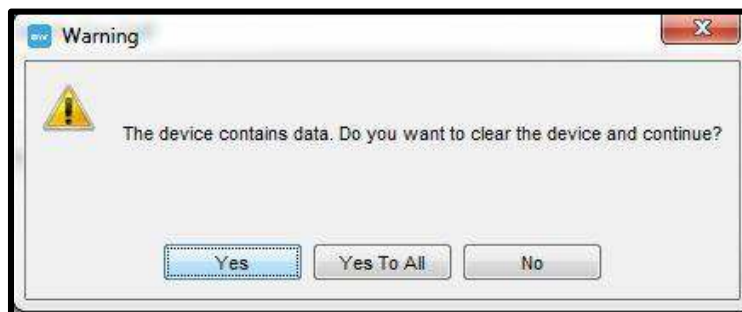 Warning
The device contains data. Do you want to clear the device and continue?
Yes
Yes To All
No